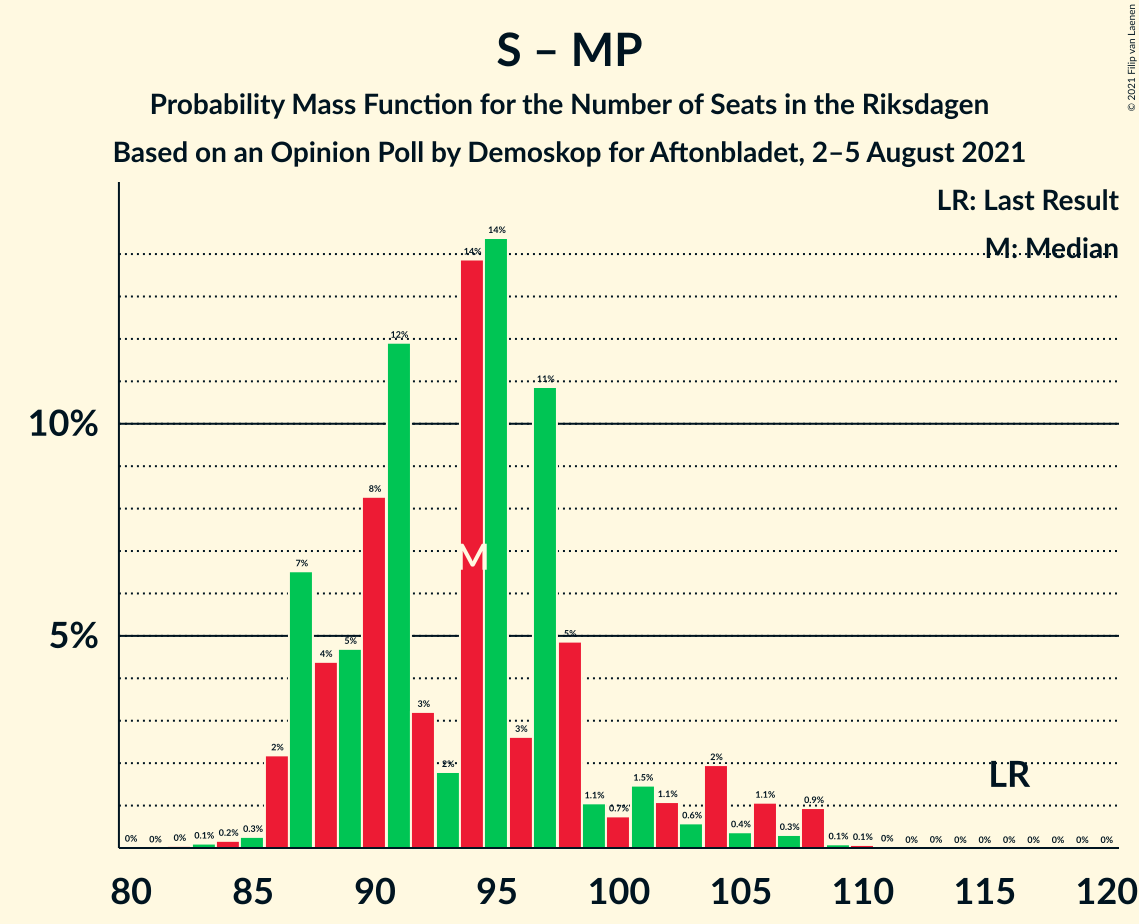 S – MP
Probability Mass Function for the Number of Seats in the Riksdagen
Based on an Opinion Poll by Demoskop for Aftonbladet, 2–5 August 2021
© 2021 Filip van Laenen
LR: Last Result
M: Median
10%
5%
0% 0% 0% 0.1% 0.2% 0.3% 2% 7% 4% 5% 8% 12% 3% 2% 14% 14% 3% 11% 5% 1.1% 0.7% 1.5% 1.1% 0.6% 2% 0.4% 1.1% 0.3% 0.9% 0.1% 0.1% 0% 0% 0% 0% 0% 0% 0% 0% 0% 0%
M
LR
80 85 90 95 100 105 110 115 120